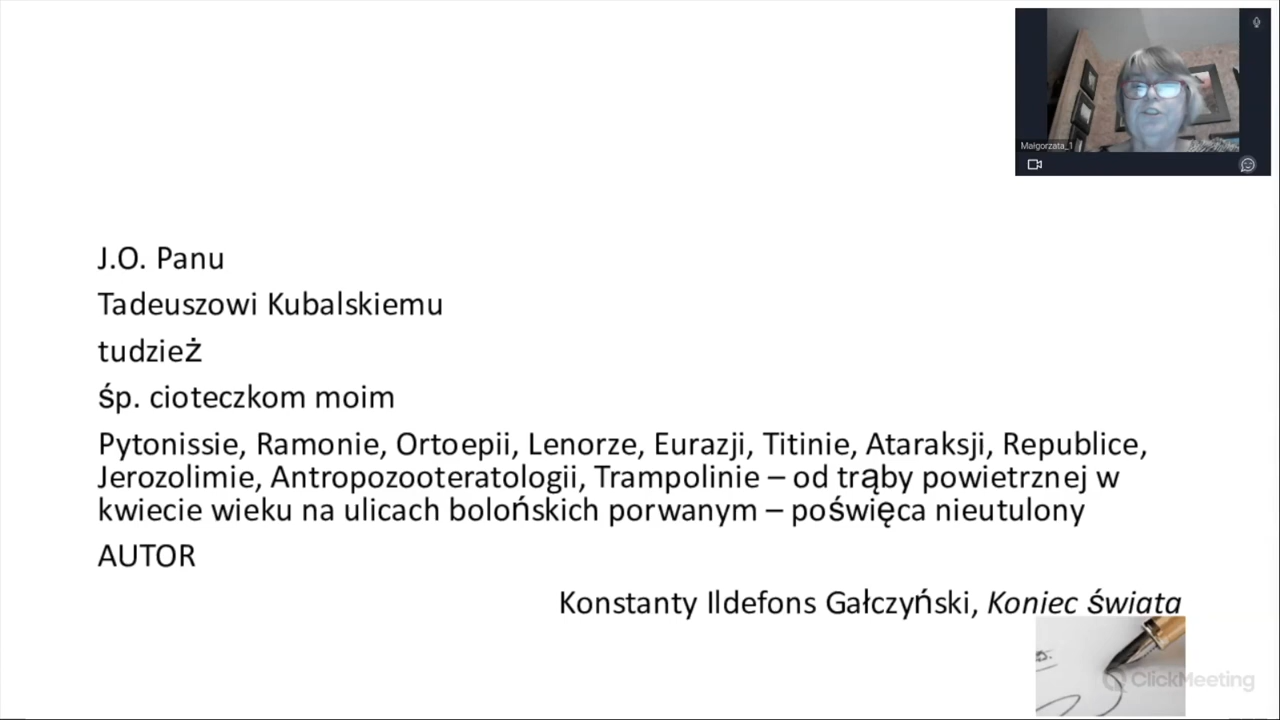 Małgorzata_1
J.O. Panu
Tadeuszowi Kubalskiemu
tudzież
śp. cioteczkom moim
Pytonissie, Ramonie, Ortoepii, Lenorze, Eurazji, Titinie, Ataraksji, Republice,
Jerozolimie, Antropozooteratologii, Trampolinie – od trąby powietrznej w
kwiecie wieku na ulicach bolońskich porwanym – poświęca nieutulony
AUTOR
Konstanty Ildefons Gałczyński, Koniec świata
ClickMeeting